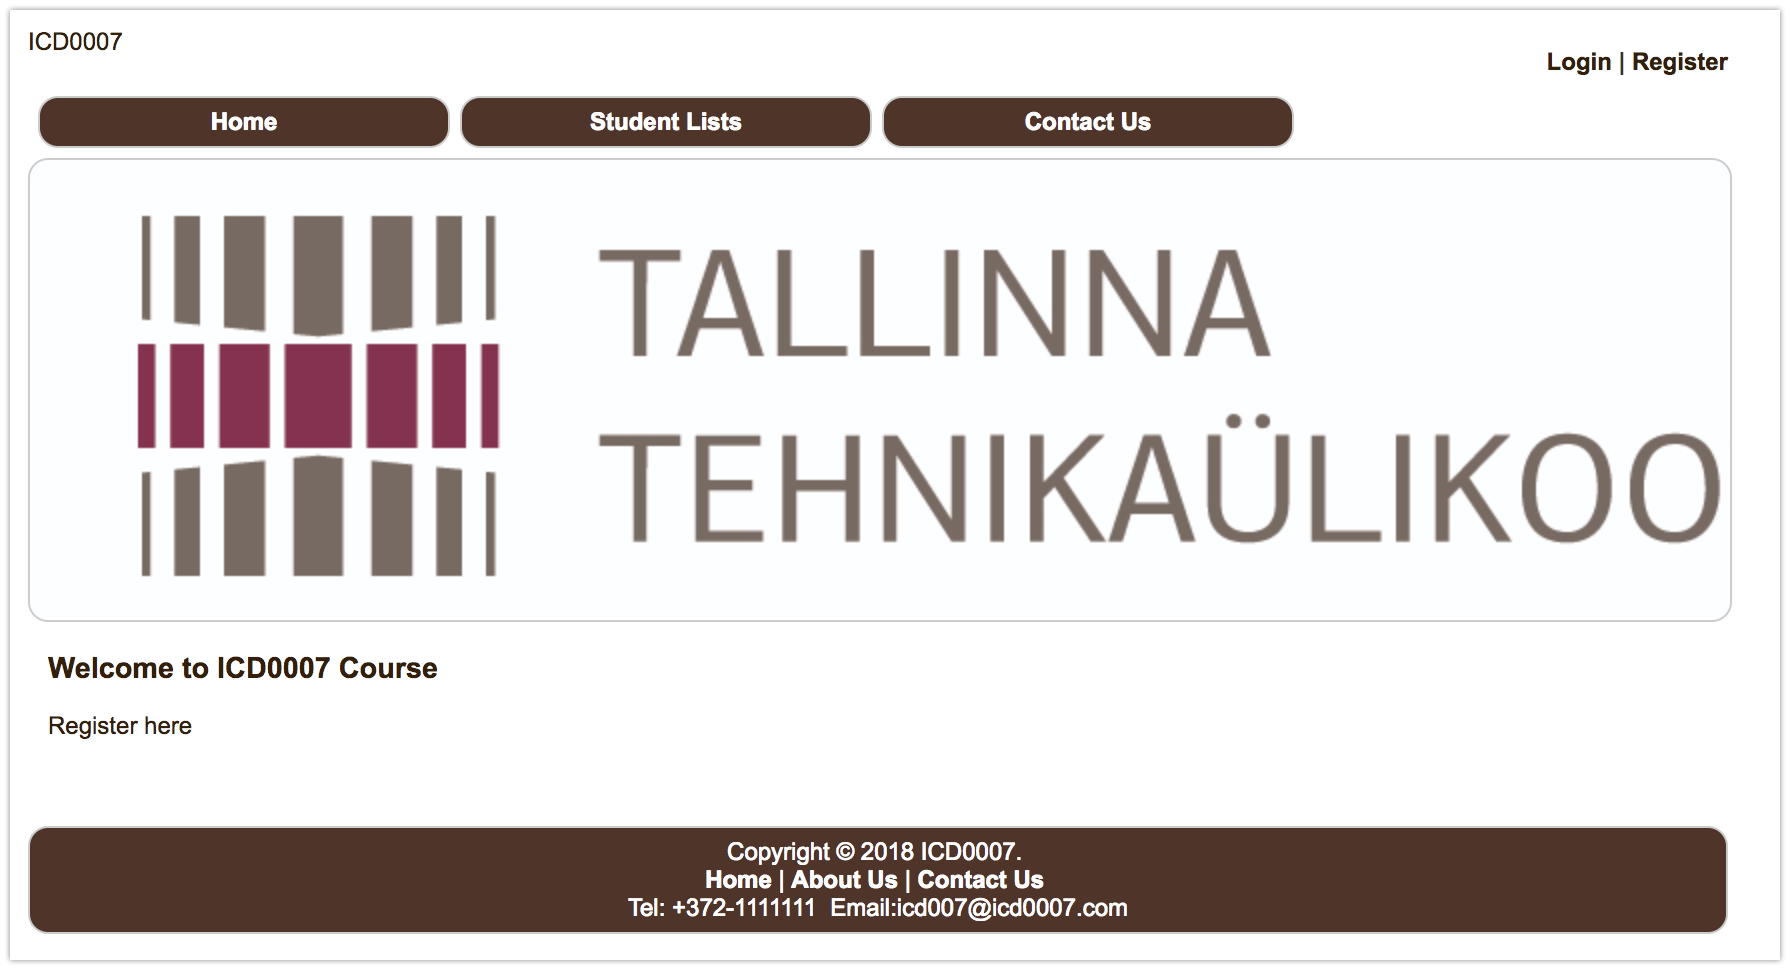 ICD0007
Login | Register
Home
Student Lists
Contact Us
TALLINNA
TEHNIKAÜLIKOO
Welcome to ICD0007 Course
Register here
Copyright © 2018 ICD0007.
Home | About Us | Contact Us
Tel: +372-1111111  Email:icd007@icd0007.com